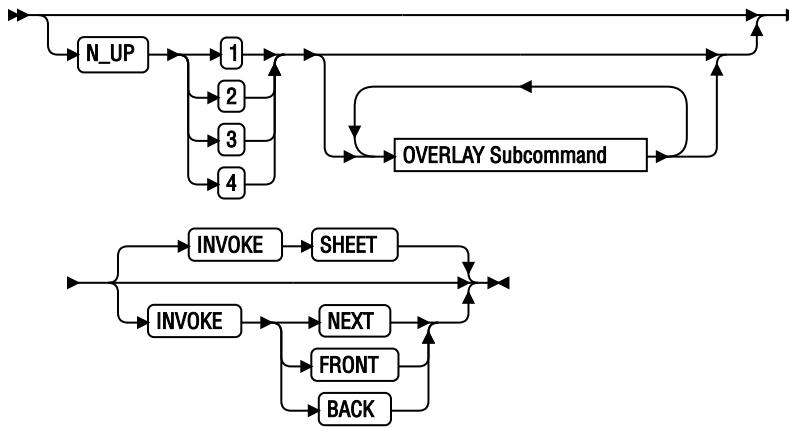 N_UP 1
2
3
4
OVERLAY Subcommand
INVOKE SHEET
INVOKE NEXT
FRONT
BACK